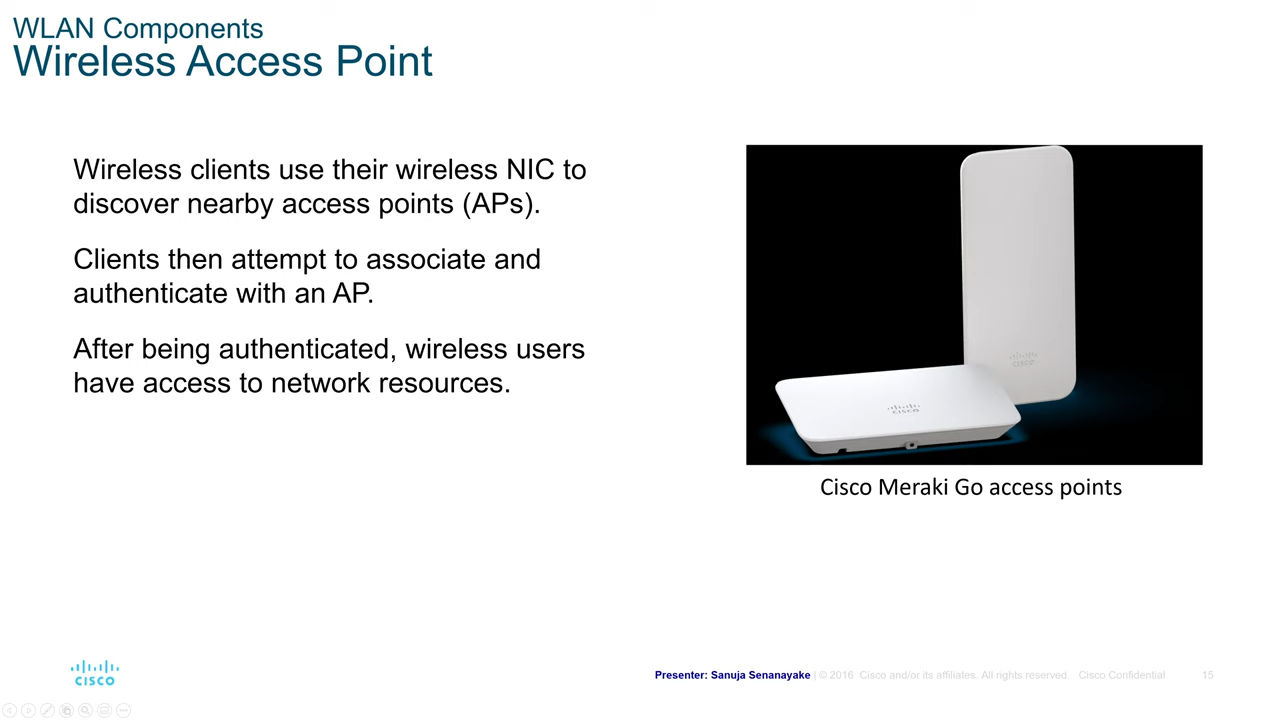 WLAN Components
Wireless Access Point
Wireless clients use their wireless NIC to
discover nearby access points (APs).
Clients then attempt to associate and
authenticate with an AP.
After being authenticated, wireless users
have access to network resources.
CISCO
CISCO
Cisco Meraki Go access points
CISCO
Presenter: Sanuja Senanayake | © 2016 Cisco and/or its affiliates. All rights reserved. Cisco Confidential 15